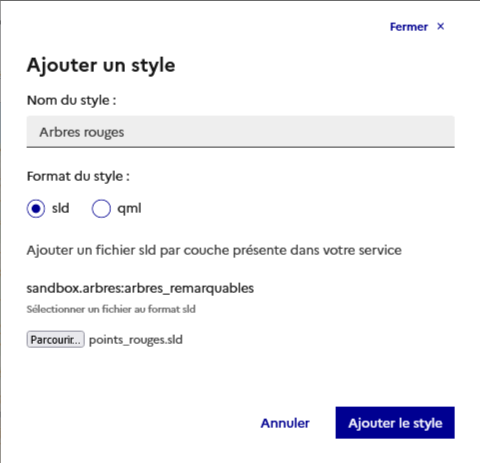 Fermer ×
Ajouter un style
Nom du style :
Arbres rouges
Format du style :
sld qml
Ajouter un fichier sld par couche présente dans votre service
sandbox.arbres:arbres_remarquables
Sélectionner un fichier au format sld
Parcourir... points_rouges.sld
Annuler Ajouter le style